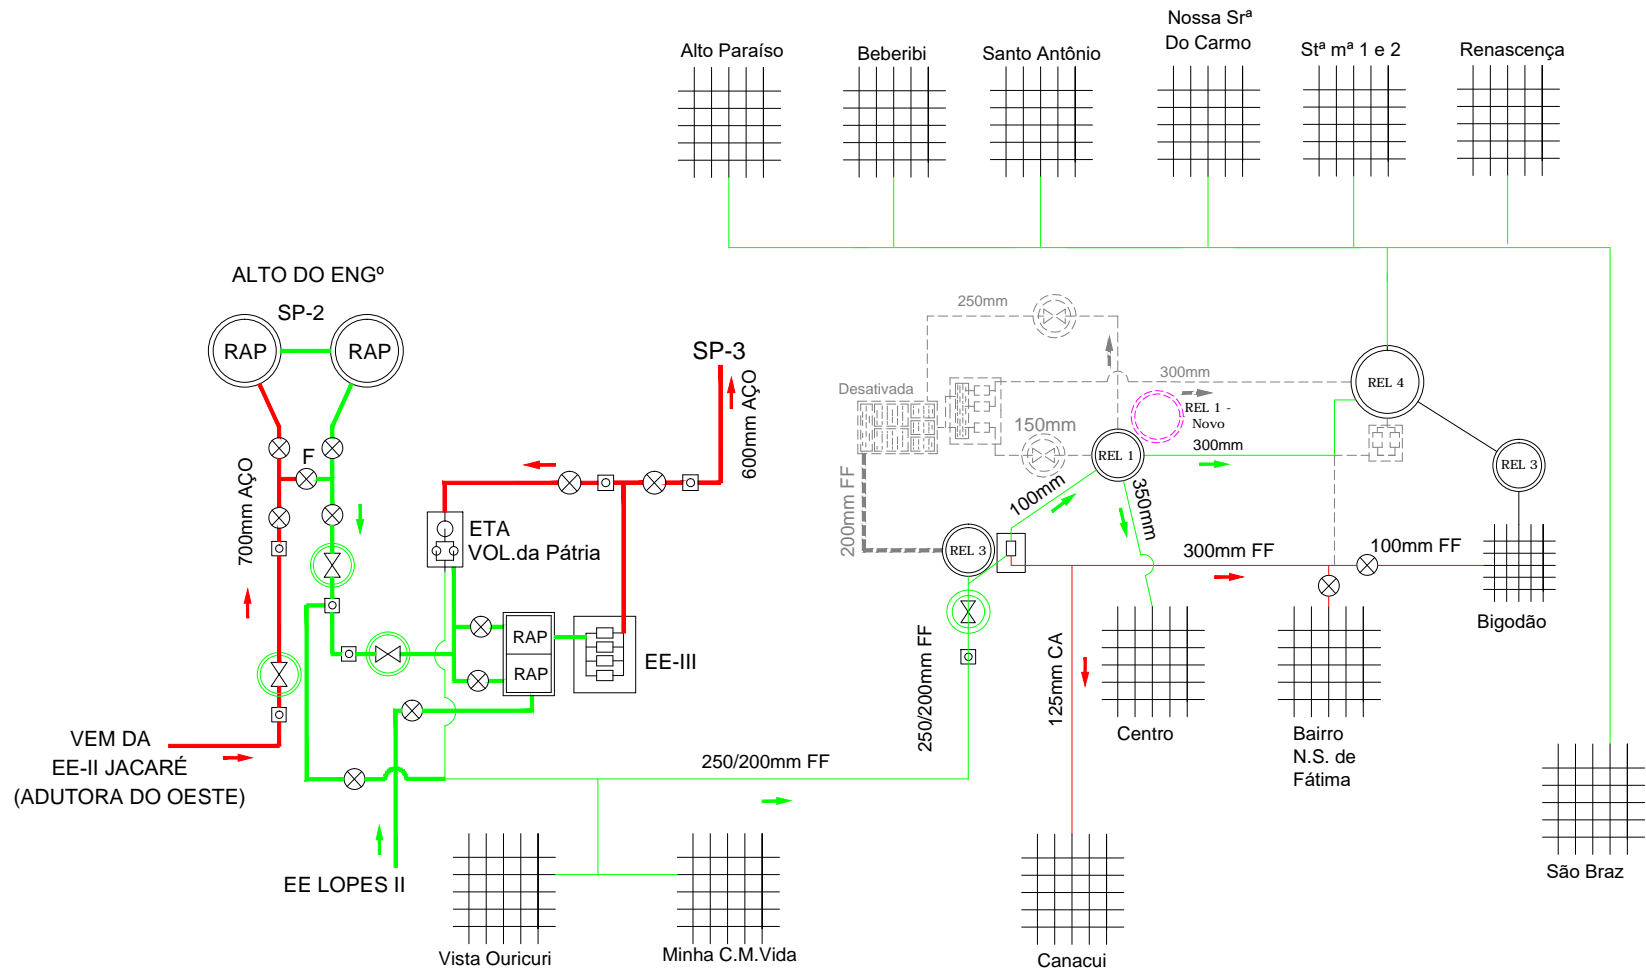 Nossa Srª
Do Carmo
Alto Paraíso
Beberibi
Santo Antônio
Stª mª 1 e 2
Renascença
ALTO DO ENGº
SP-2
RAP
RAP
SP-3
600mm AÇO
700mm AÇO
F
ETA
VOL.da Pátria
RAP
RAP
EE-III
VEM DA
EE-II JACARÉ
(ADUTORA DO OESTE)
EE LOPES II
250/200mm FF
Vista Ouricuri
Minha C.M.Vida
250mm
Desativada
300mm
150mm
200mm FF
REL 1 -
Novo
REL 1
300mm
REL 4
REL 3
100mm
350mm
REL 3
250/200mm FF
300mm FF
100mm FF
125mm CA
Bigodão
Centro
Bairro
N.S. de
Fátima
Canacui
São Braz